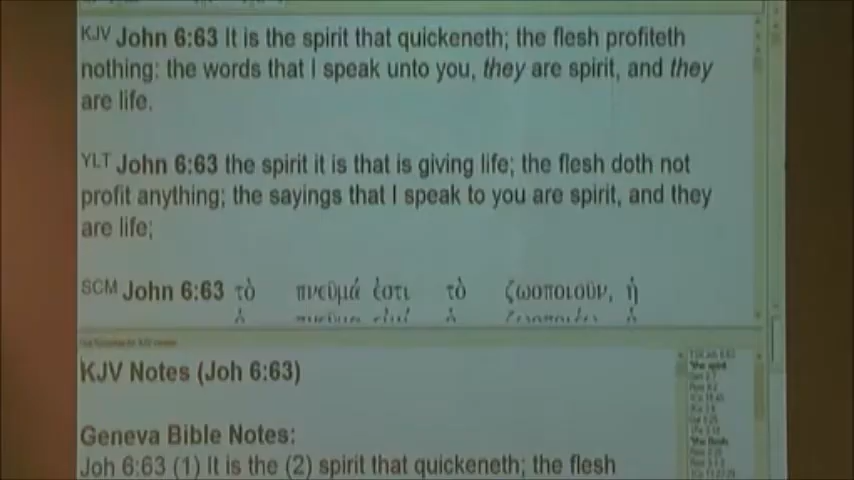 KJV John 6:63 It is the spirit that quickeneth; the flesh profiteth
nothing: the words that I speak unto you, they are spirit, and they
are life.
YLT John 6:63 the spirit it is that is giving life; the flesh doth not
profit anything; the sayings that I speak to you are spirit, and they
are life;
SCM John 6:63 τὸ πνεῦμά ἐστι τὸ ζωοποιοῦν, ἡ
KJV Notes (Joh 6:63)
Geneva Bible Notes:
Joh 6:63 (1) It is the (2) spirit that quickeneth; the flesh